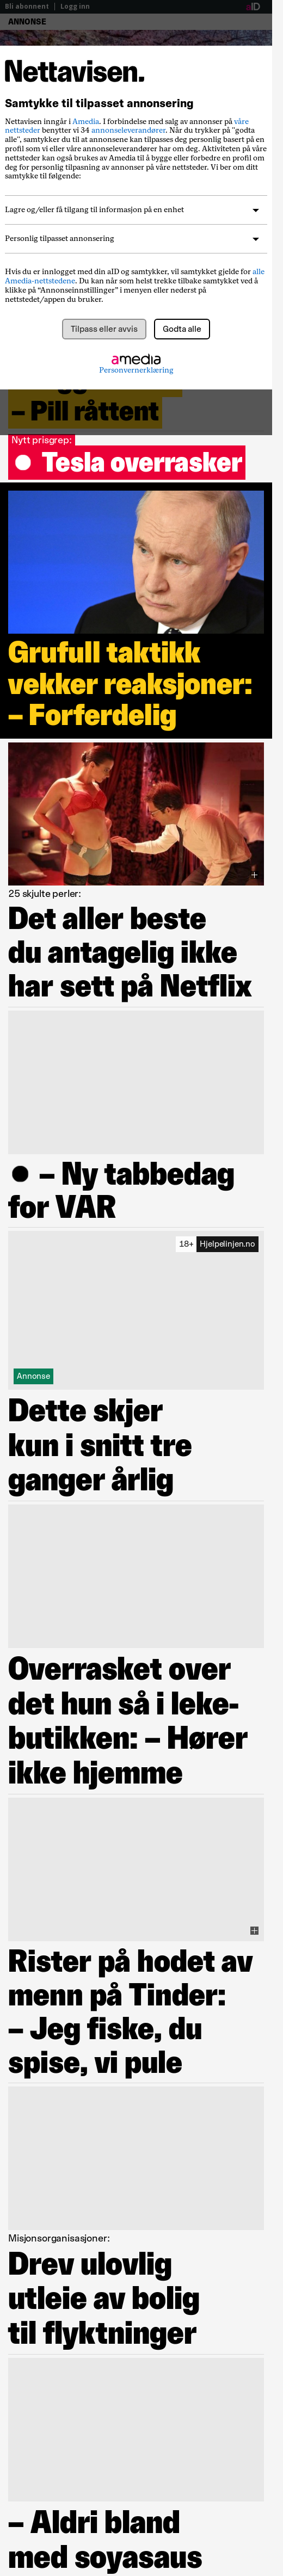 Bli abonnent | Logg inn
aID
ANNONSE
Nettavisen.
Samtykke til tilpasset annonsering
Nettavisen inngår i Amedia. I forbindelse med salg av annonser på våre
nettsteder benytter vi 34 annonseleverandører. Når du trykker på "godta
alle", samtykker du til at annonsene kan tilpasses deg personlig basert på en
profil som vi eller våre annonseleverandører har om deg. Aktiviteten på våre
nettsteder kan også brukes av Amedia til å bygge eller forbedre en profil om
deg for personlig tilpasning av annonser på våre nettsteder. Vi ber om ditt
samtykke til følgende:
Lagre og/eller få tilgang til informasjon på en enhet
Personlig tilpasset annonsering
Hvis du er innlogget med din aID og samtykker, vil samtykket gjelde for alle
Amedia-nettstedene. Du kan når som helst trekke tilbake samtykket ved å
klikke på “Annonseinnstillinger” i menyen eller nederst på
nettstedet/appen du bruker.
Tilpass eller avvis
Godta alle
amedia
Personvernerklæring
– Pill råttent
Nytt prisgrep:
Tesla overrasker
Grufull taktikk
vekker reaksjoner:
– Forferdelig
25 skjulte perler:
Det aller beste
du antagelig ikke
har sett på Netflix
– Ny tabbedag
for VAR
18+ Hjelpelinjen.no
Annonse
Dette skjer
kun i snitt tre
ganger årlig
Overrasket over
det hun så i leke-
butikken: – Hører
ikke hjemme
Rister på hodet av
menn på Tinder:
– Jeg fiske, du
spise, vi pule
Misjonsorganisasjoner:
Drev ulovlig
utleie av bolig
til flyktninger
– Aldri bland
med soyasaus